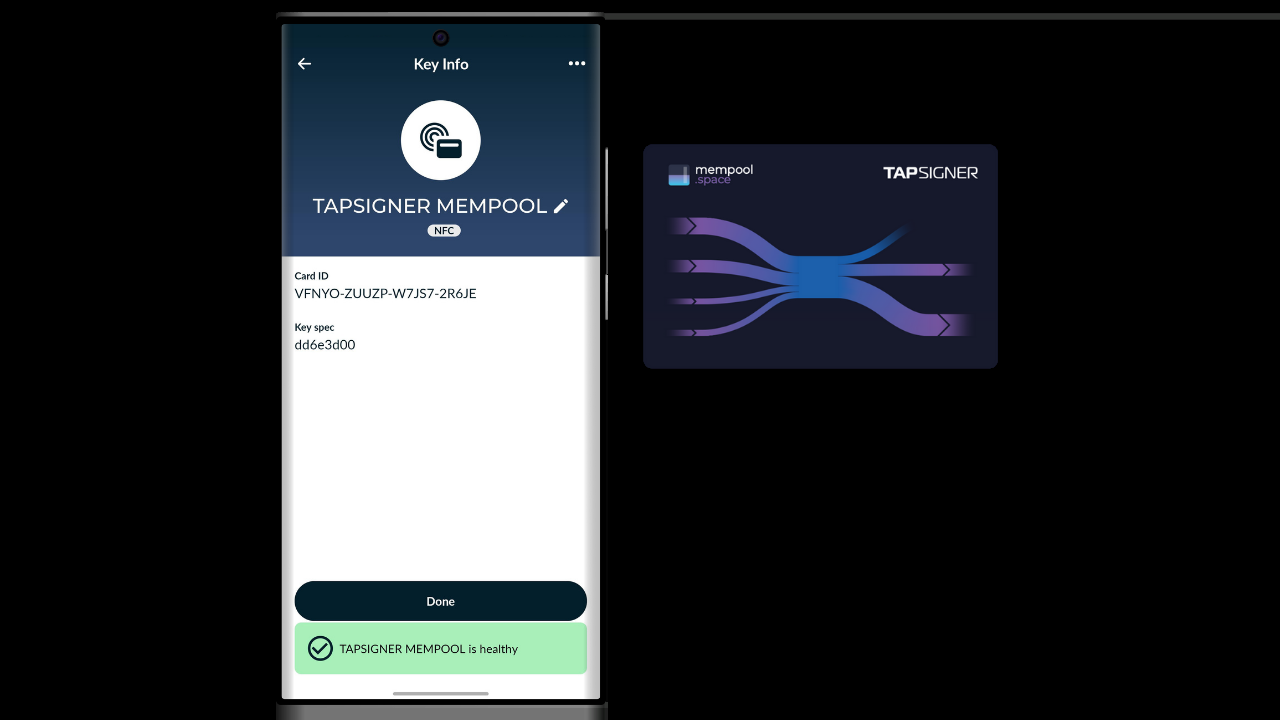 Key Info
TAPSIGNER MEMPOOL
NFC
Card ID
VFNYO-ZUUZP-W7JS7-2R6JE
Key spec
dd6e3d00
Done
TAPSIGNER MEMPOOL is healthy
mempool
.space
TAPSIGNER